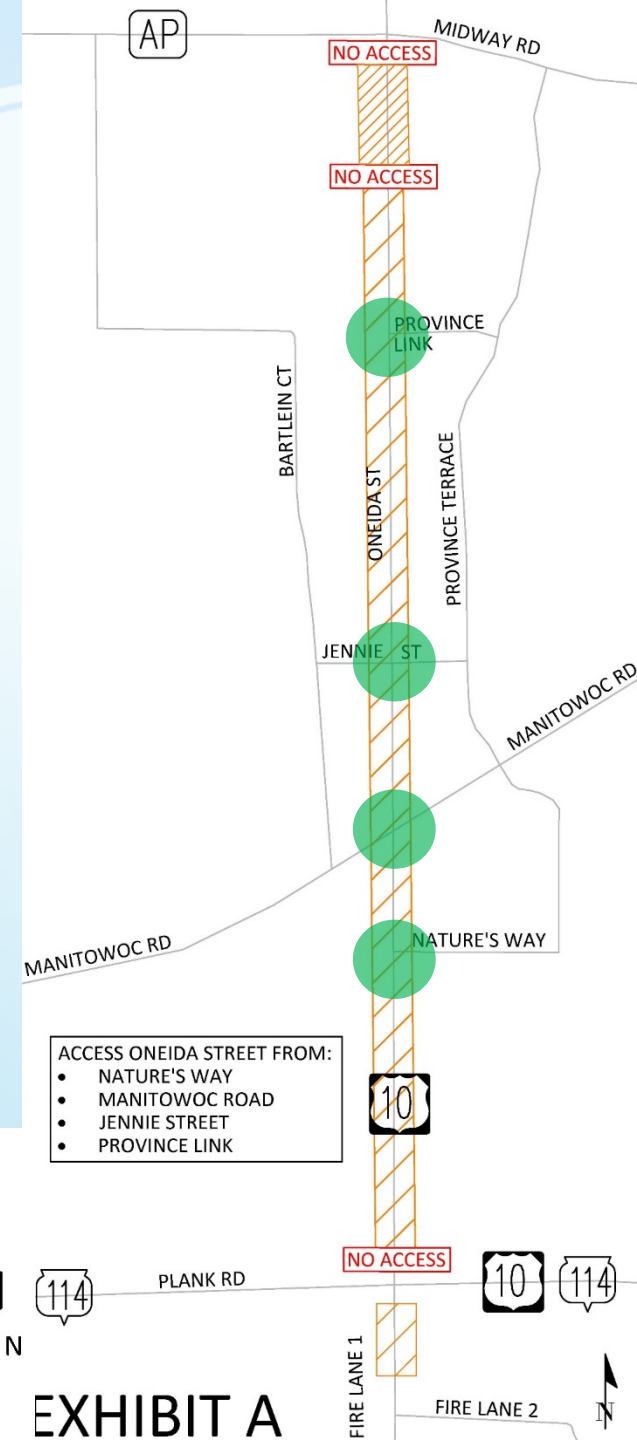 AP
MIDWAY RD
NO ACCESS
NO ACCESS
PROVINCE
LINK
BARTLEIN CT
ONEIDA ST
PROVINCE TERRACE
JENNIE ST
MANITOWOC RD
NATURE'S WAY
MANITOWOC RD
ACCESS ONEIDA STREET FROM:
• NATURE'S WAY
• MANITOWOC ROAD
• JENNIE STREET
• PROVINCE LINK
10
NO ACCESS
114
PLANK RD
10
114
N
FIRE LANE 1
FIRE LANE 2
N
EXHIBIT A